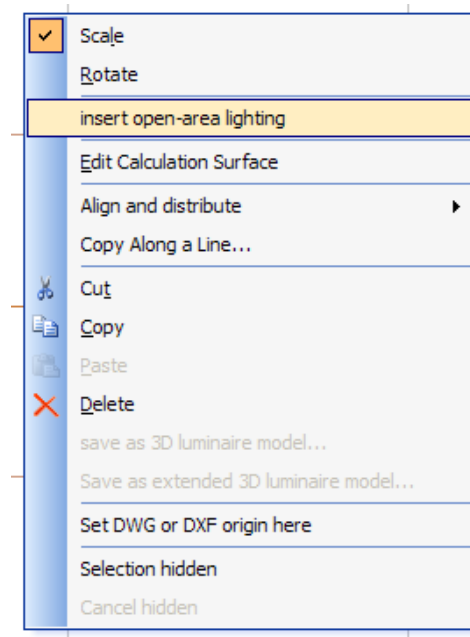 Scale
Rotate
insert open-area lighting
Edit Calculation Surface
Align and distribute
Copy Along a Line...
Cut
Copy
Paste
Delete
save as 3D luminaire model...
Save as extended 3D luminaire model...
Set DWG or DXF origin here
Selection hidden
Cancel hidden